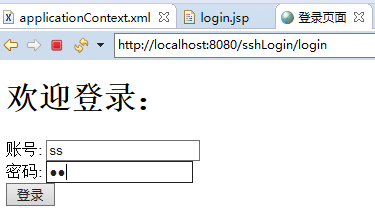 applicationContext.xml login.jsp 登录页面
http://localhost:8080/sshLogin/login
欢迎登录：
账号: ss
密码: ●●
登录